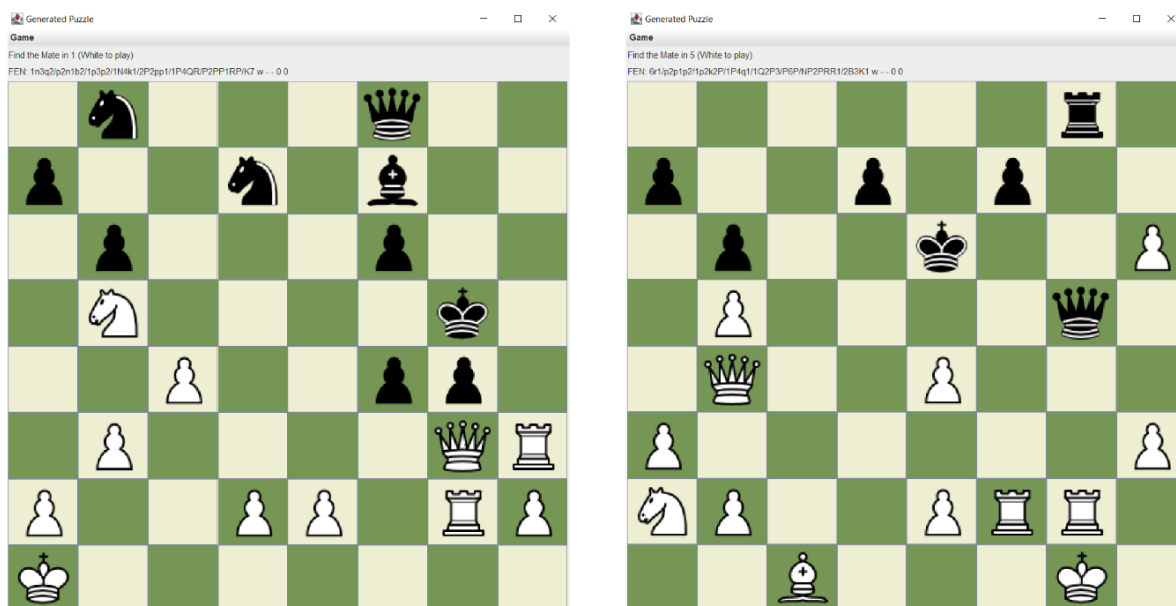 Generated Puzzle
Game
Find the Mate in 1 (White to play)
FEN: 1n3q2/p2n1b2/1p3p2/1N4k1/2P2pp1/1P4QR/P2PP1RP/K7 w - - 0 0
Generated Puzzle
Game
Find the Mate in 5 (White to play)
FEN: 6r1/p2p1p2/1p2k2P/1P4q1/1Q2P3/P6P/NP2PRR1/2B3K1 w - - 0 0